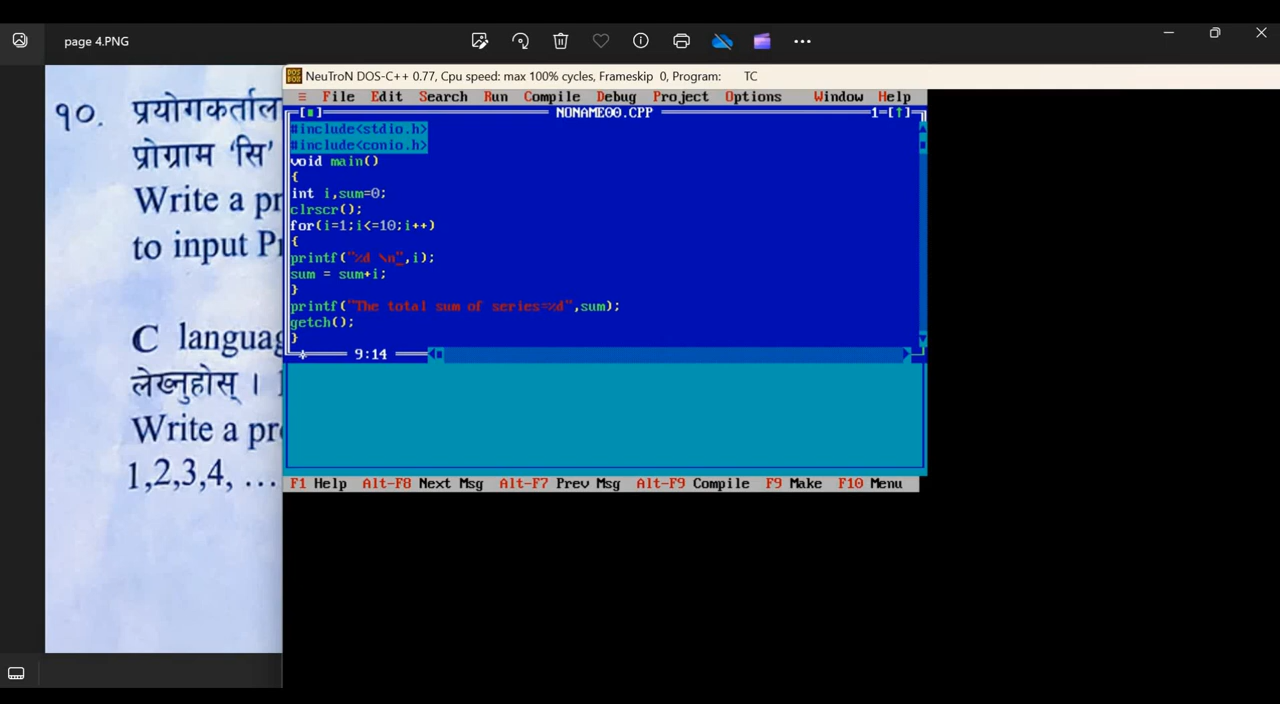 page 4.PNG
NeuTroN DOS-C++ 0.77, Cpu speed: max 100% cycles, Frameskip 0, Program: TC
≡ File Edit Search Run Compile Debug Project Options Window Help
[■] NONAME00.CPP 1=[↑]
#include<stdio.h>
#include<conio.h>
void main()
{
int i,sum=0;
clrscr();
for(i=1;i<=10;i++)
{
printf("%d \n",i);
sum = sum+i;
}
printf("The total sum of series=%d",sum);
getch();
}
9:14
F1 Help Alt-F8 Next Msg Alt-F7 Prev Msg Alt-F9 Compile F9 Make F10 Menu
१०. प्रयोगकर्ताल
प्रोग्राम ‘सि’
Write a pr
to input Pr
C languag
लेख्नुहोस् ।
Write a pro
1,2,3,4, ...